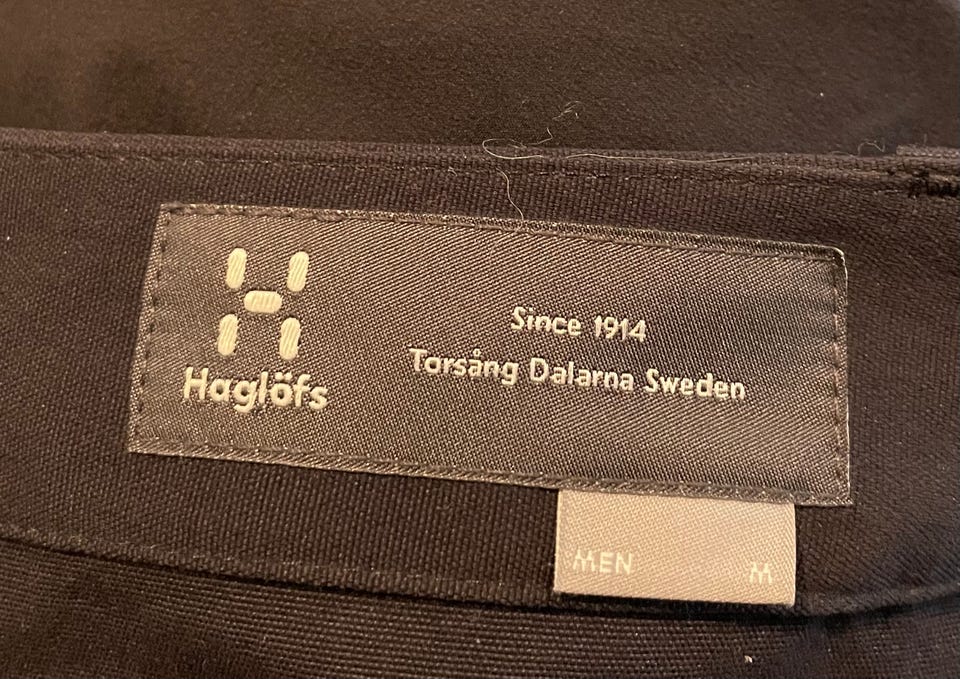 Haglöfs
Since 1914
Torsång Dalarna Sweden
MEN M